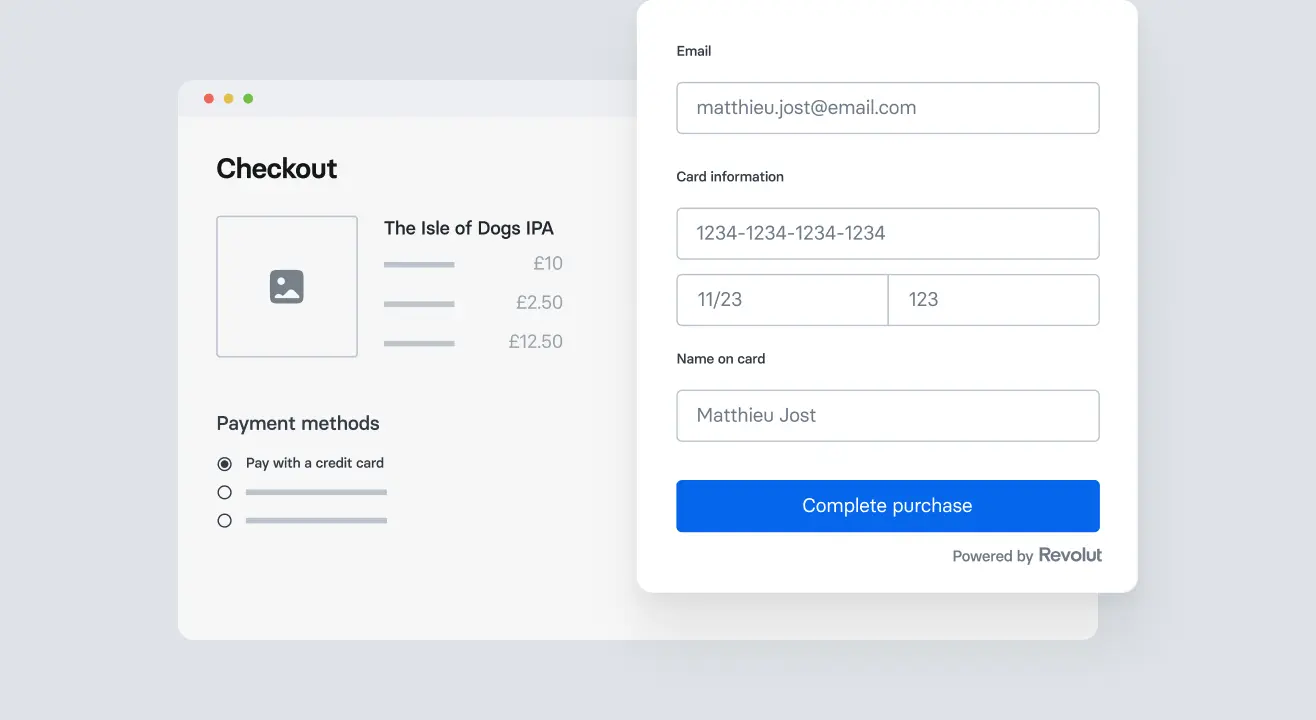 Checkout
The Isle of Dogs IPA
£10
£2.50
£12.50
Payment methods
Pay with a credit card
Email
matthieu.jost@email.com
Card information
1234-1234-1234-1234
11/23
123
Name on card
Matthieu Jost
Complete purchase
Powered by Revolut